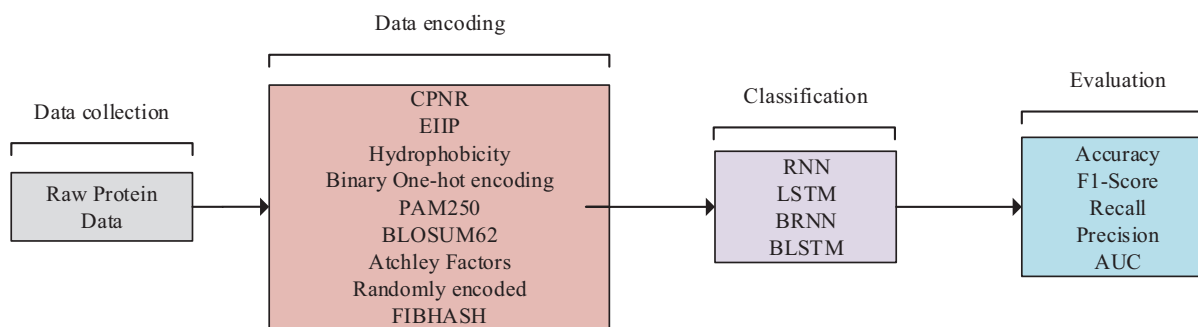 Data encoding
CPNR
EIIP
Hydrophobicity
Binary One-hot encoding
PAM250
BLOSUM62
Atchley Factors
Randomly encoded
FIBHASH
Data collection
Raw Protein
Data
Classification
RNN
LSTM
BRNN
BLSTM
Evaluation
Accuracy
F1-Score
Recall
Precision
AUC